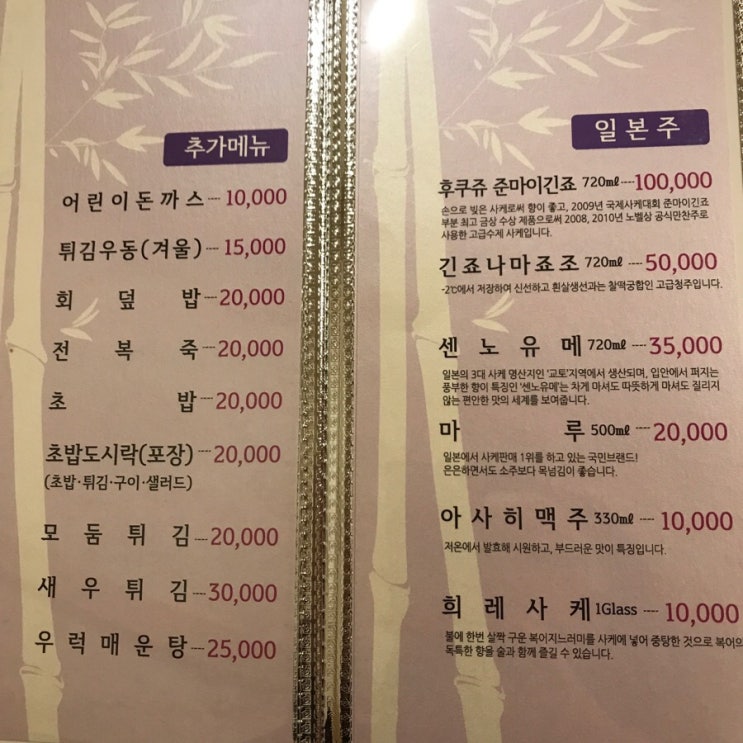 추가메뉴
어린이돈까스 --- 10,000
튀김우동(겨울) --- 15,000
회덮밥 --- 20,000
전복죽 --- 20,000
초밥 --- 20,000
초밥도시락(포장) --- 20,000
(초밥·튀김·구이·샐러드)
모둠튀김 --- 20,000
새우튀김 --- 30,000
우럭매운탕 --- 25,000
일본주
후쿠쥬 준마이긴죠 720㎖ --- 100,000
손으로 빚은 사케로써 향이 좋고, 2009년 국제사케대회 준마이긴죠
부분 최고 금상 수상 제품으로써 2008, 2010년 노벨상 공식만찬주로
사용한 고급수제 사케입니다.
긴죠나마죠조 720㎖ --- 50,000
-2℃에서 저장하여 신선하고 흰살생선과는 찰떡궁합인 고급청주입니다.
센노유메 720㎖ --- 35,000
일본의 3대 사케 명산지인 '교토'지역에서 생산되며, 입안에서 퍼지는
풍부한 향이 특징인 '센노유메'는 차게 마셔도 따뜻하게 마셔도 질리지
않는 편안한 맛의 세계를 보여줍니다.
마루 500㎖ --- 20,000
일본에서 사케판매 1위를 하고 있는 국민브랜드!
은은하면서도 소주보다 목넘김이 좋습니다.
아사히맥주 330㎖ --- 10,000
저온에서 발효해 시원하고, 부드러운 맛이 특징입니다.
희레사케 1Glass --- 10,000
불에 한번 살짝 구운 복어지느러미를 사케에 넣어 중탕한 것으로 복어의
독특한 향을 술과 함께 즐길 수 있습니다.